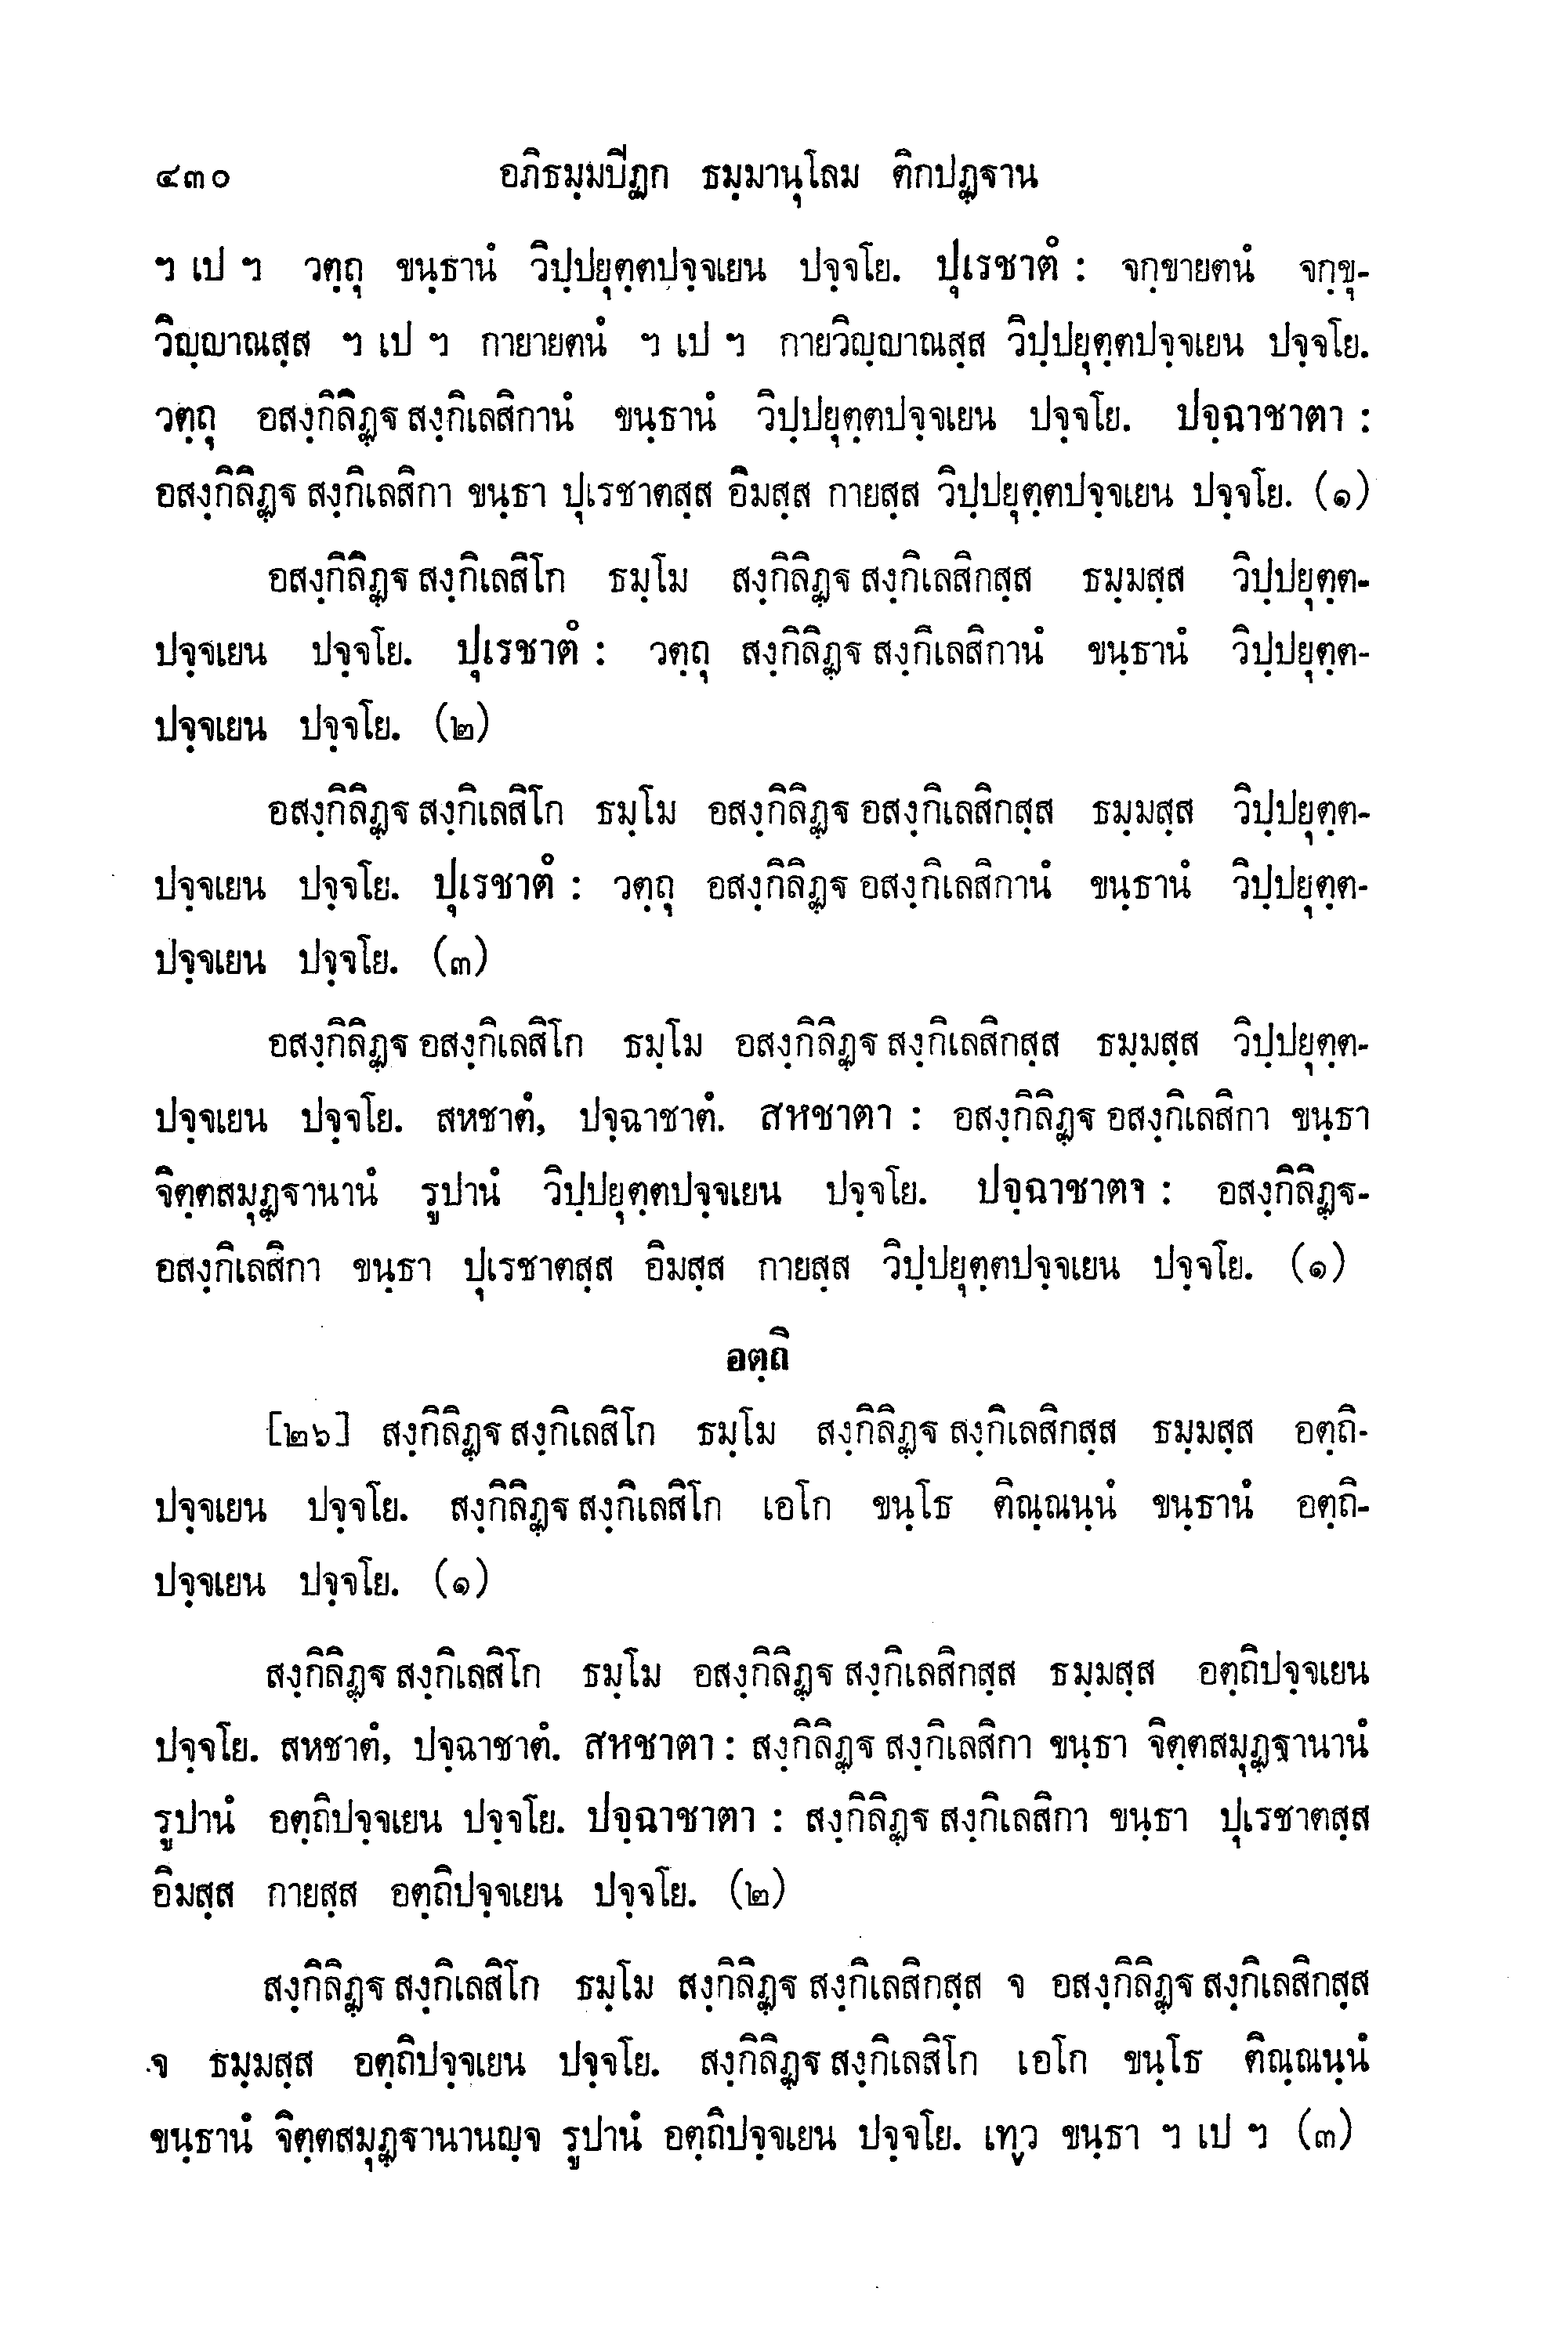 ๔๓๐ อภิธมฺมปีฏก ธมฺมานุโลม ติกปฏฺฐาน
ฯ เป ฯ วตฺถุ ขนฺธานํ วิปฺปยุตฺตปจฺจเยน ปจฺจโย. ปุเรชาตํ : จกฺขายตนํ จกฺขุ-
วิญฺญาณสฺส ฯ เป ฯ กายายตนํ ฯ เป ฯ กายวิญฺญาณสฺส วิปฺปยุตฺตปจฺจเยน ปจฺจโย.
วตฺถุ อสงฺกิลิฏฺฐ สงฺกิเลสิกานํ ขนฺธานํ วิปฺปยุตฺตปจฺจเยน ปจฺจโย. ปจฺฉาชาตา :
อสงฺกิลิฏฺฐ สงฺกิเลสิกา ขนฺธา ปุเรชาตสฺส อิมสฺส กายสฺส วิปฺปยุตฺตปจฺจเยน ปจฺจโย. (๑)
อสงฺกิลิฏฺฐ สงฺกิเลสิโก ธมฺโม สงฺกิลิฏฺฐ สงฺกิเลสิกสฺส ธมฺมสฺส วิปฺปยุตฺต-
ปจฺจเยน ปจฺจโย. ปุเรชาตํ : วตฺถุ สงฺกิลิฏฺฐ สงฺกิเลสิกานํ ขนฺธานํ วิปฺปยุตฺต-
ปจฺจเยน ปจฺจโย. (๒)
อสงฺกิลิฏฺฐ สงฺกิเลสิโก ธมฺโม อสงฺกิลิฏฺฐ อสงฺกิเลสิกสฺส ธมฺมสฺส วิปฺปยุตฺต-
ปจฺจเยน ปจฺจโย. ปุเรชาตํ : วตฺถุ อสงฺกิลิฏฺฐ อสงฺกิเลสิกานํ ขนฺธานํ วิปฺปยุตฺต-
ปจฺจเยน ปจฺจโย. (๓)
อสงฺกิลิฏฺฐ อสงฺกิเลสิโก ธมฺโม อสงฺกิลิฏฺฐ สงฺกิเลสิกสฺส ธมฺมสฺส วิปฺปยุตฺต-
ปจฺจเยน ปจฺจโย. สหชาตํ, ปจฺฉาชาตํ. สหชาตา : อสงฺกิลิฏฺฐ อสงฺกิเลสิกา ขนฺธา
จิตฺตสมุฏฺฐานานํ รูปานํ วิปฺปยุตฺตปจฺจเยน ปจฺจโย. ปจฺฉาชาตา : อสงฺกิลิฏฺฐ-
อสงฺกิเลสิกา ขนฺธา ปุเรชาตสฺส อิมสฺส กายสฺส วิปฺปยุตฺตปจฺจเยน ปจฺจโย. (๑)
อตฺถิ
[๒๖] สงฺกิลิฏฺฐ สงฺกิเลสิโก ธมฺโม สงฺกิลิฏฺฐ สงฺกิเลสิกสฺส ธมฺมสฺส อตฺถิ-
ปจฺจเยน ปจฺจโย. สงฺกิลิฏฺฐ สงฺกิเลสิโก เอโก ขนฺโธ ติณฺณนฺนํ ขนฺธานํ อตฺถิ-
ปจฺจเยน ปจฺจโย. (๑)
สงฺกิลิฏฺฐ สงฺกิเลสิโก ธมฺโม อสงฺกิลิฏฺฐ สงฺกิเลสิกสฺส ธมฺมสฺส อตฺถิปจฺจเยน
ปจฺจโย. สหชาตํ, ปจฺฉาชาตํ. สหชาตา : สงฺกิลิฏฺฐ สงฺกิเลสิกา ขนฺธา จิตฺตสมุฏฺฐานานํ
รูปานํ อตฺถิปจฺจเยน ปจฺจโย. ปจฺฉาชาตา : สงฺกิลิฏฺฐ สงฺกิเลสิกา ขนฺธา ปุเรชาตสฺส
อิมสฺส กายสฺส อตฺถิปจฺจเยน ปจฺจโย. (๒)
สงฺกิลิฏฺฐ สงฺกิเลสิโก ธมฺโม สงฺกิลิฏฺฐ สงฺกิเลสิกสฺส จ อสงฺกิลิฏฺฐ สงฺกิเลสิกสฺส
จ ธมฺมสฺส อตฺถิปจฺจเยน ปจฺจโย. สงฺกิลิฏฺฐ สงฺกิเลสิโก เอโก ขนฺโธ ติณฺณนฺนํ
ขนฺธานํ จิตฺตสมุฏฺฐานานญฺจ รูปานํ อตฺถิปจฺจเยน ปจฺจโย. เทฺว ขนฺธา ฯ เป ฯ (๓)